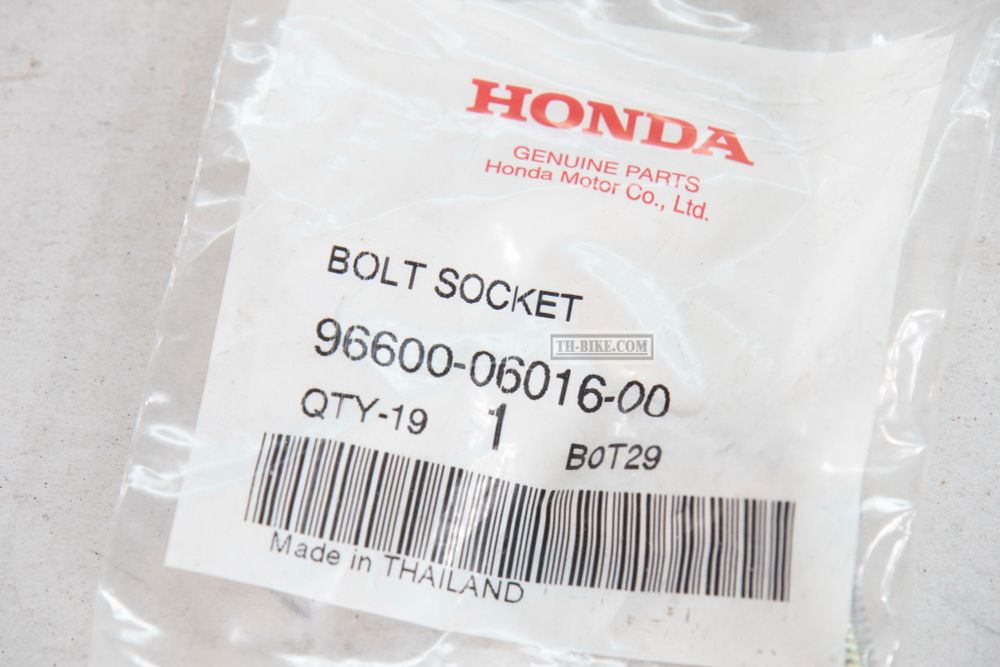 HONDA
GENUINE PARTS
Honda Motor Co., Ltd.
BOLT SOCKET
TH-BIKE.COM
96600-06016-00
QTY-19 1 B0T29
Made in THAILAND